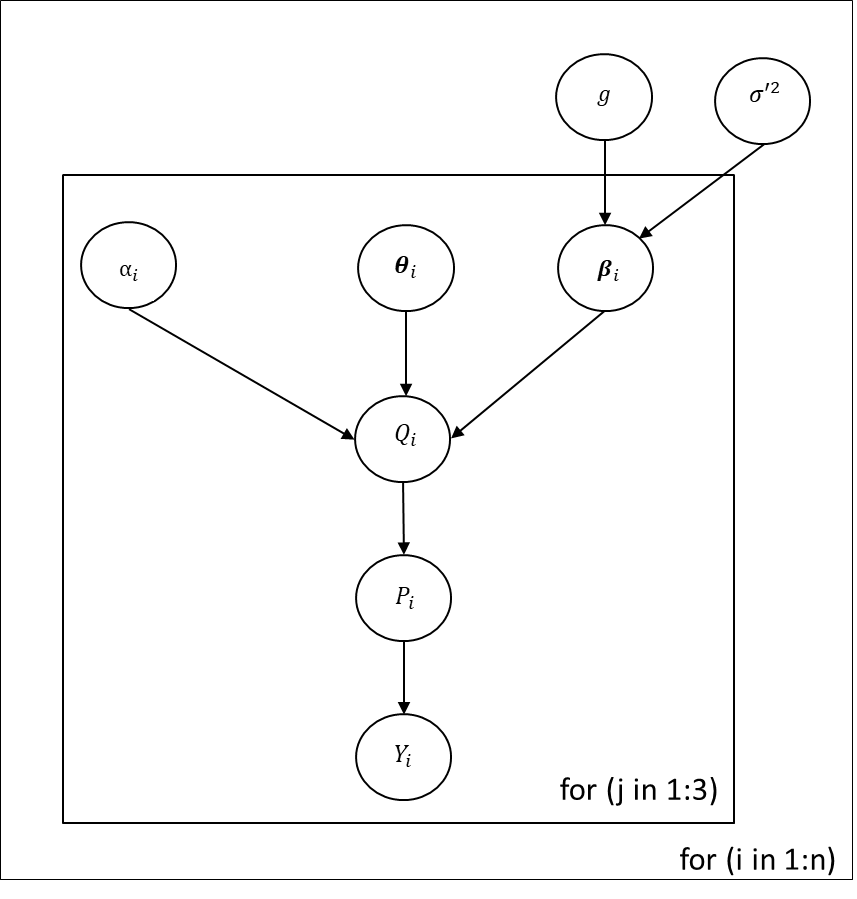 g
σ′²
αᵢ
θᵢ
βᵢ
Qᵢ
Pᵢ
Yᵢ
for (j in 1:3)
for (i in 1:n)